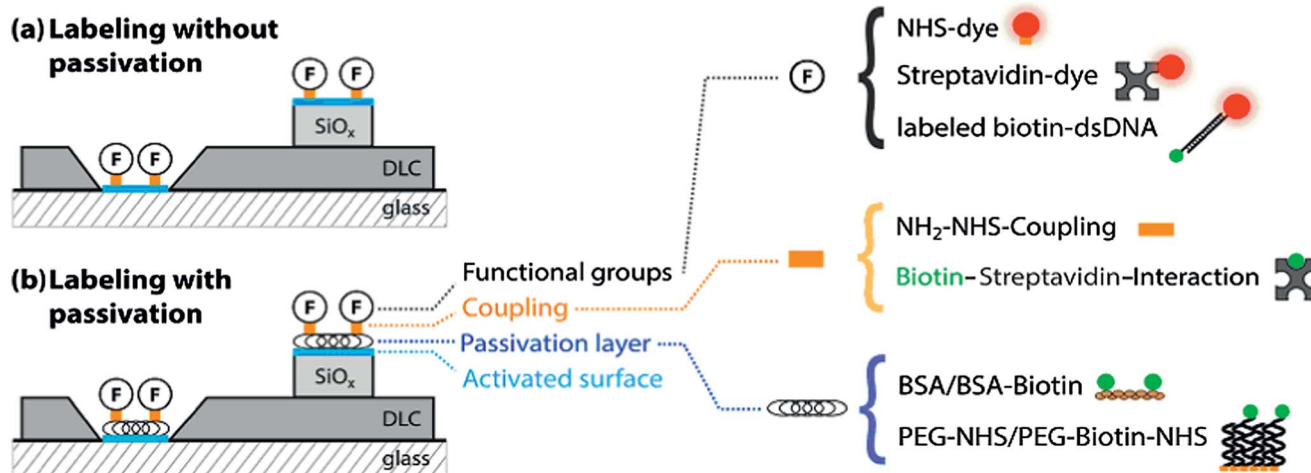 (a) Labeling without
passivation
F F
SiOx
F F
DLC
glass
(b) Labeling with
passivation
F F
SiOx
F F
DLC
glass
Functional groups
Coupling
Passivation layer
Activated surface
F
NHS-dye
Streptavidin-dye
labeled biotin-dsDNA
NH2-NHS-Coupling
Biotin–Streptavidin–Interaction
BSA/BSA-Biotin
PEG-NHS/PEG-Biotin-NHS